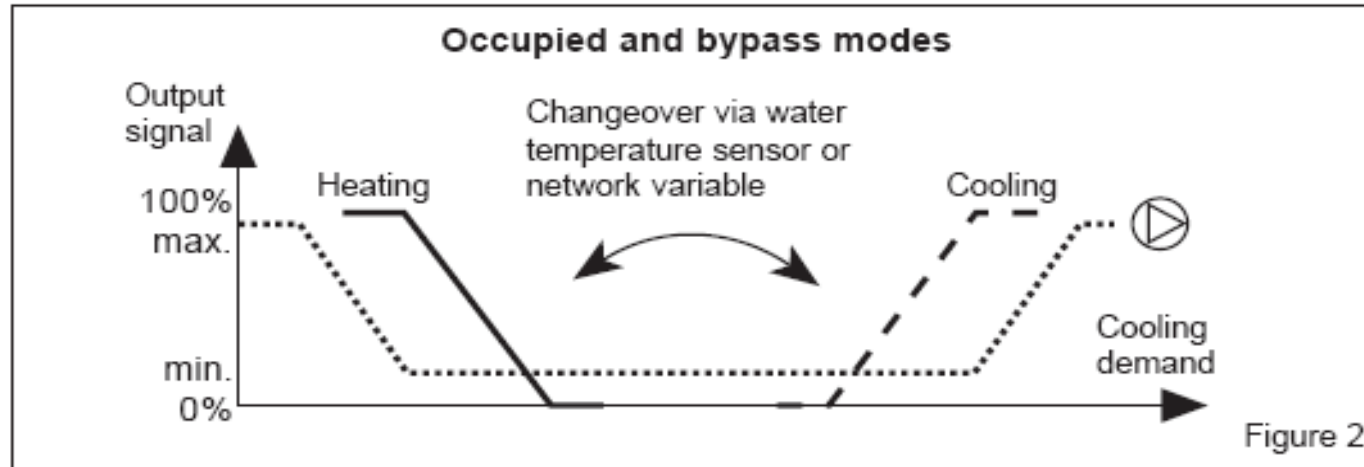 Occupied and bypass modes
Output
signal
Changeover via water
temperature sensor or
network variable
Heating
Cooling
100%
max.
min.
0%
Cooling
demand
Figure 2